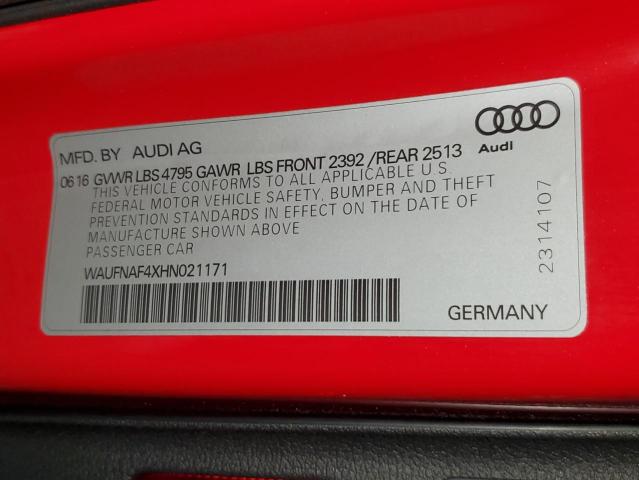 MFD. BY AUDI AG
Audi
06 16 GVWR LBS 4795 GAWR LBS FRONT 2392 /REAR 2513
THIS VEHICLE CONFORMS TO ALL APPLICABLE U.S.
FEDERAL MOTOR VEHICLE SAFETY, BUMPER AND THEFT
PREVENTION STANDARDS IN EFFECT ON THE DATE OF
MANUFACTURE SHOWN ABOVE
PASSENGER CAR
WAUFNAF4XHN021171
GERMANY
2314107